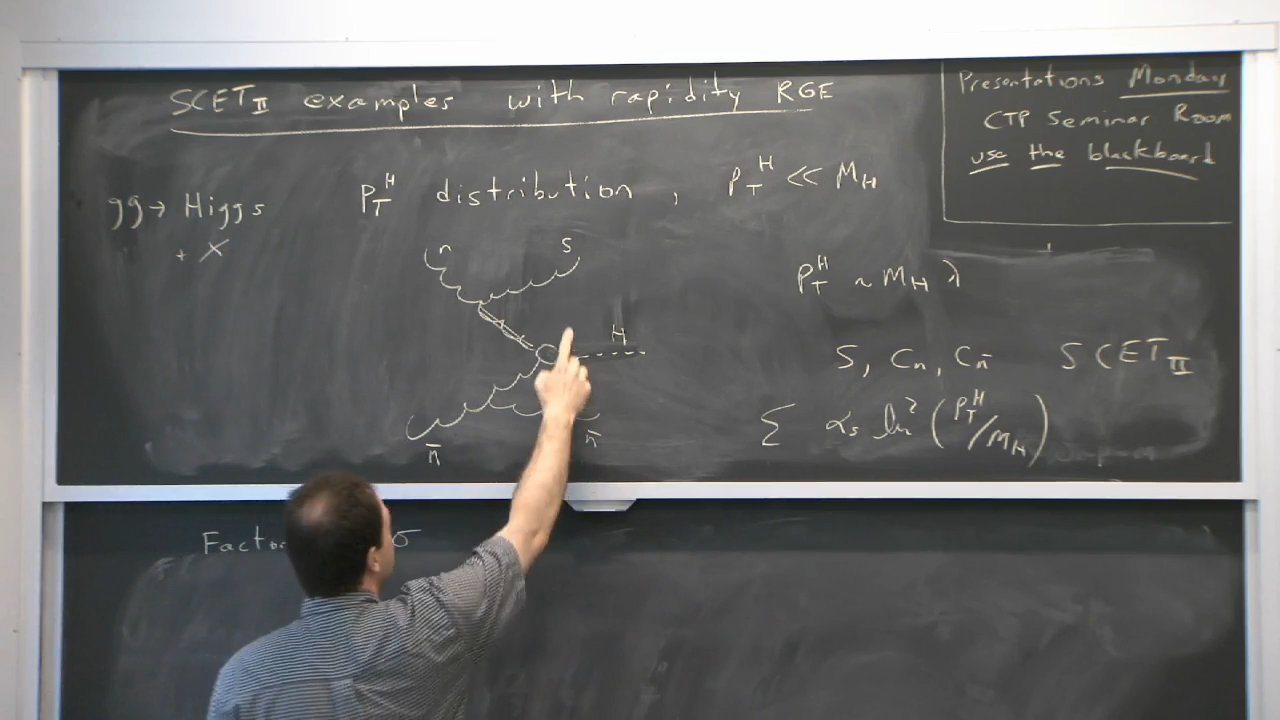 SCET_II examples with rapidity RGE
Presentations Monday
CTP Seminar Room
use the blackboard
gg → Higgs
+ X
P_T^H distribution , P_T^H << M_H
n
s
H
n̄
n̄
P_T^H ~ M_H λ
S, C_n, C_n̄ SCET_II
Σ α_s ln² (P_T^H / M_H)
σ